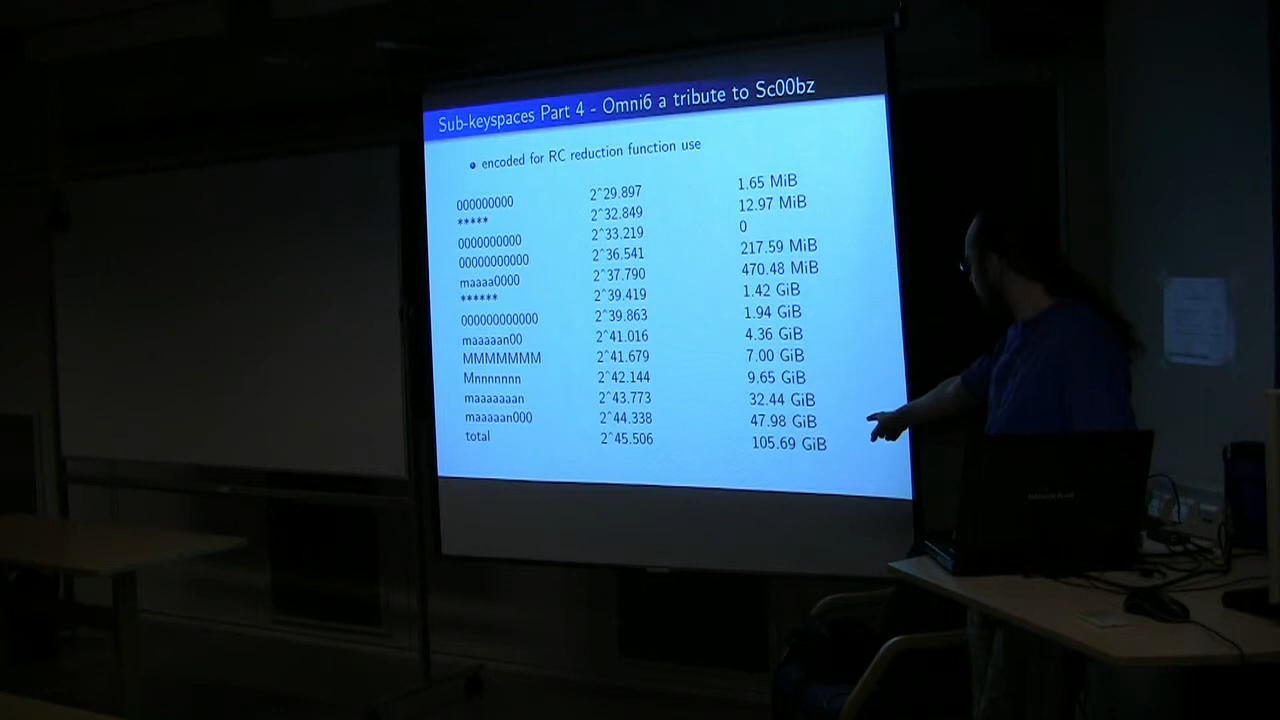 Sub-keyspaces Part 4 - Omni6 a tribute to Sc00bz
encoded for RC reduction function use
000000000 2^29.897 1.65 MiB
***** 2^32.849 12.97 MiB
0000000000 2^33.219 0
00000000000 2^36.541 217.59 MiB
maaaa0000 2^37.790 470.48 MiB
****** 2^39.419 1.42 GiB
000000000000 2^39.863 1.94 GiB
maaaaan00 2^41.016 4.36 GiB
MMMMMMM 2^41.679 7.00 GiB
Mnnnnnnn 2^42.144 9.65 GiB
maaaaaaan 2^43.773 32.44 GiB
maaaaan000 2^44.338 47.98 GiB
total 2^45.506 105.69 GiB